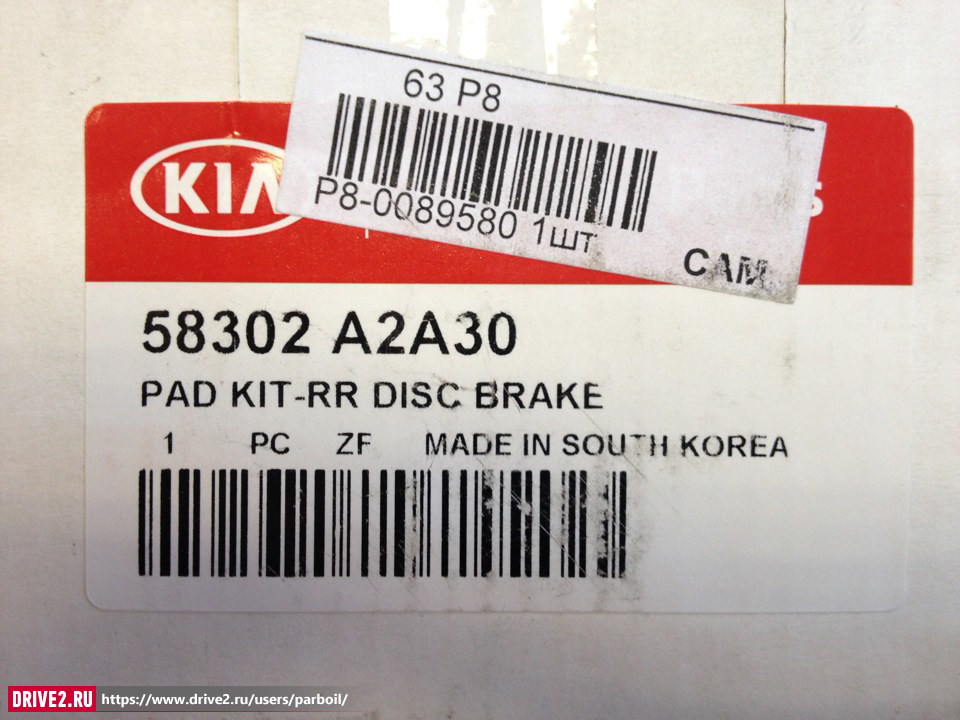 63 P8
P8-0089580 1шт
САМ
KIA
58302 A2A30
PAD KIT-RR DISC BRAKE
1 PC ZF MADE IN SOUTH KOREA
DRIVE2.RU https://www.drive2.ru/users/parboil/